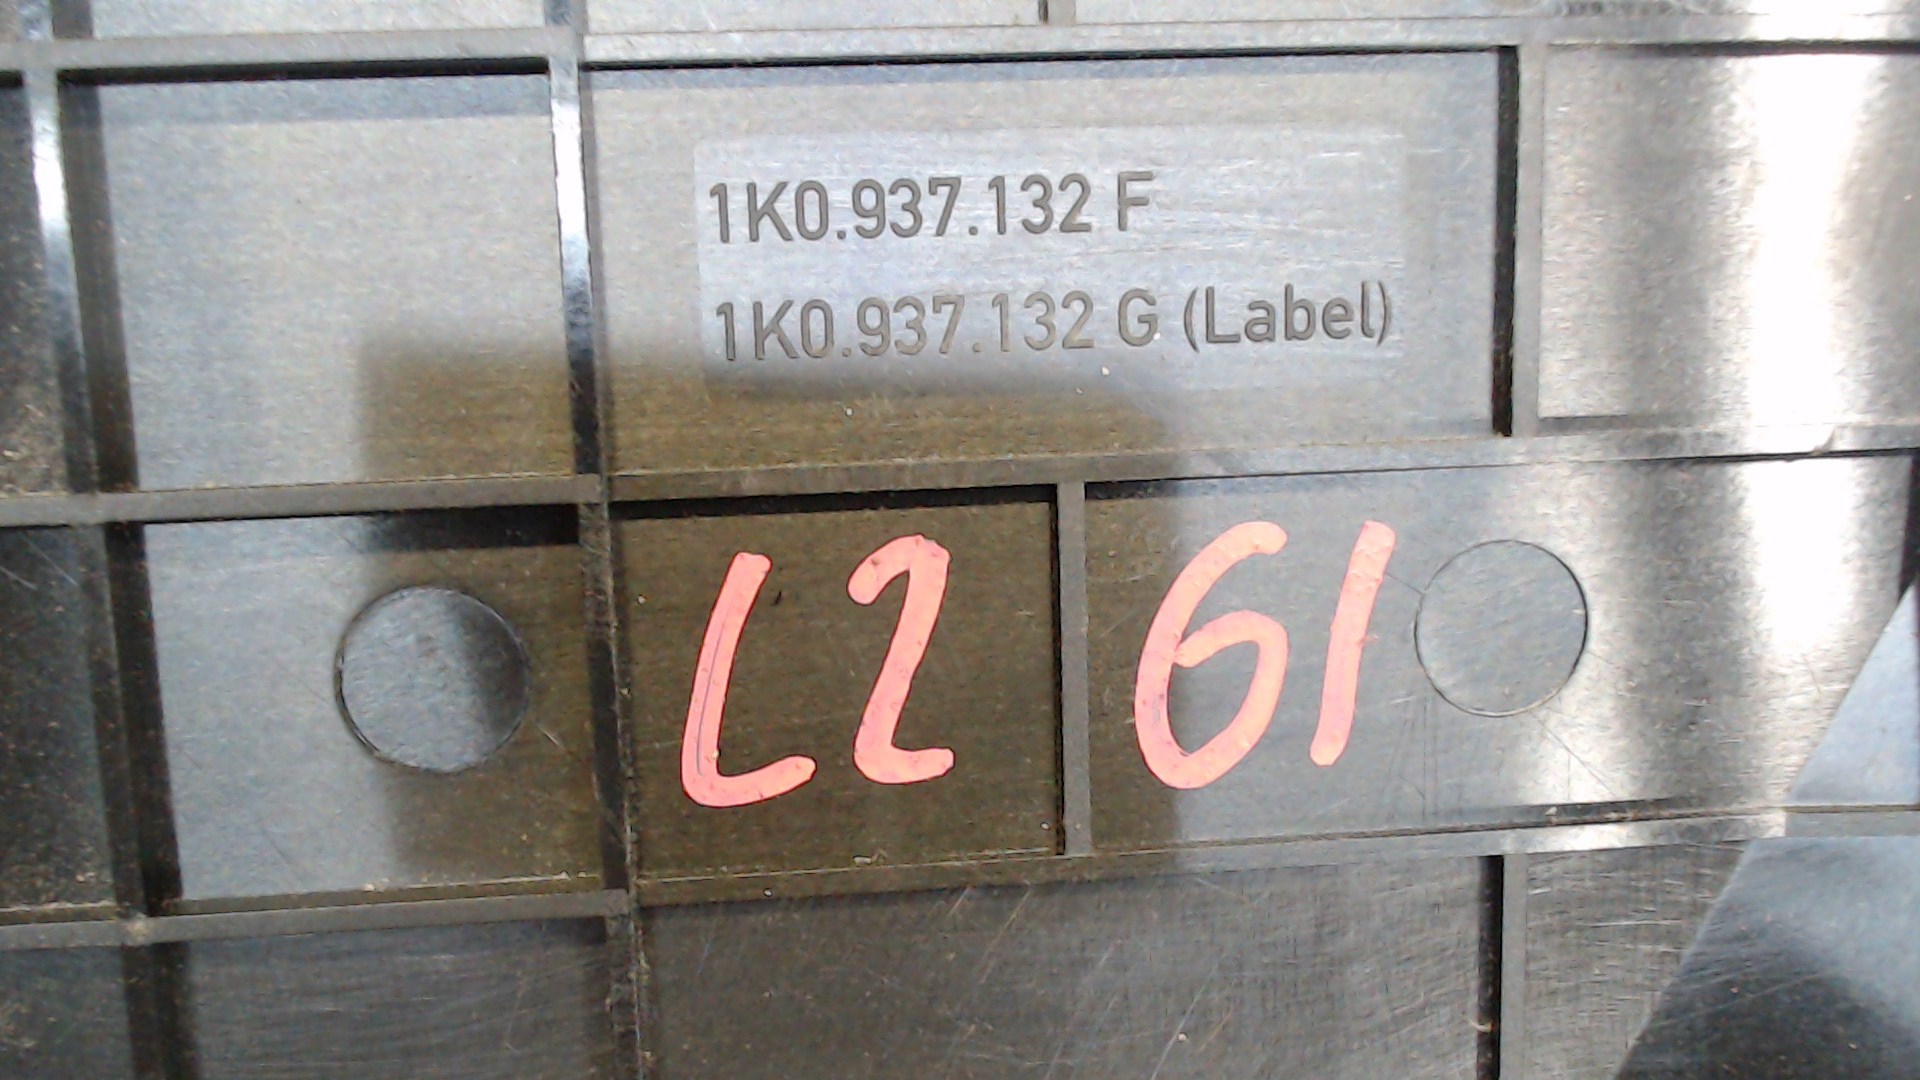 1K0.937.132 F
1K0.937.132 G (Label)
L2 61